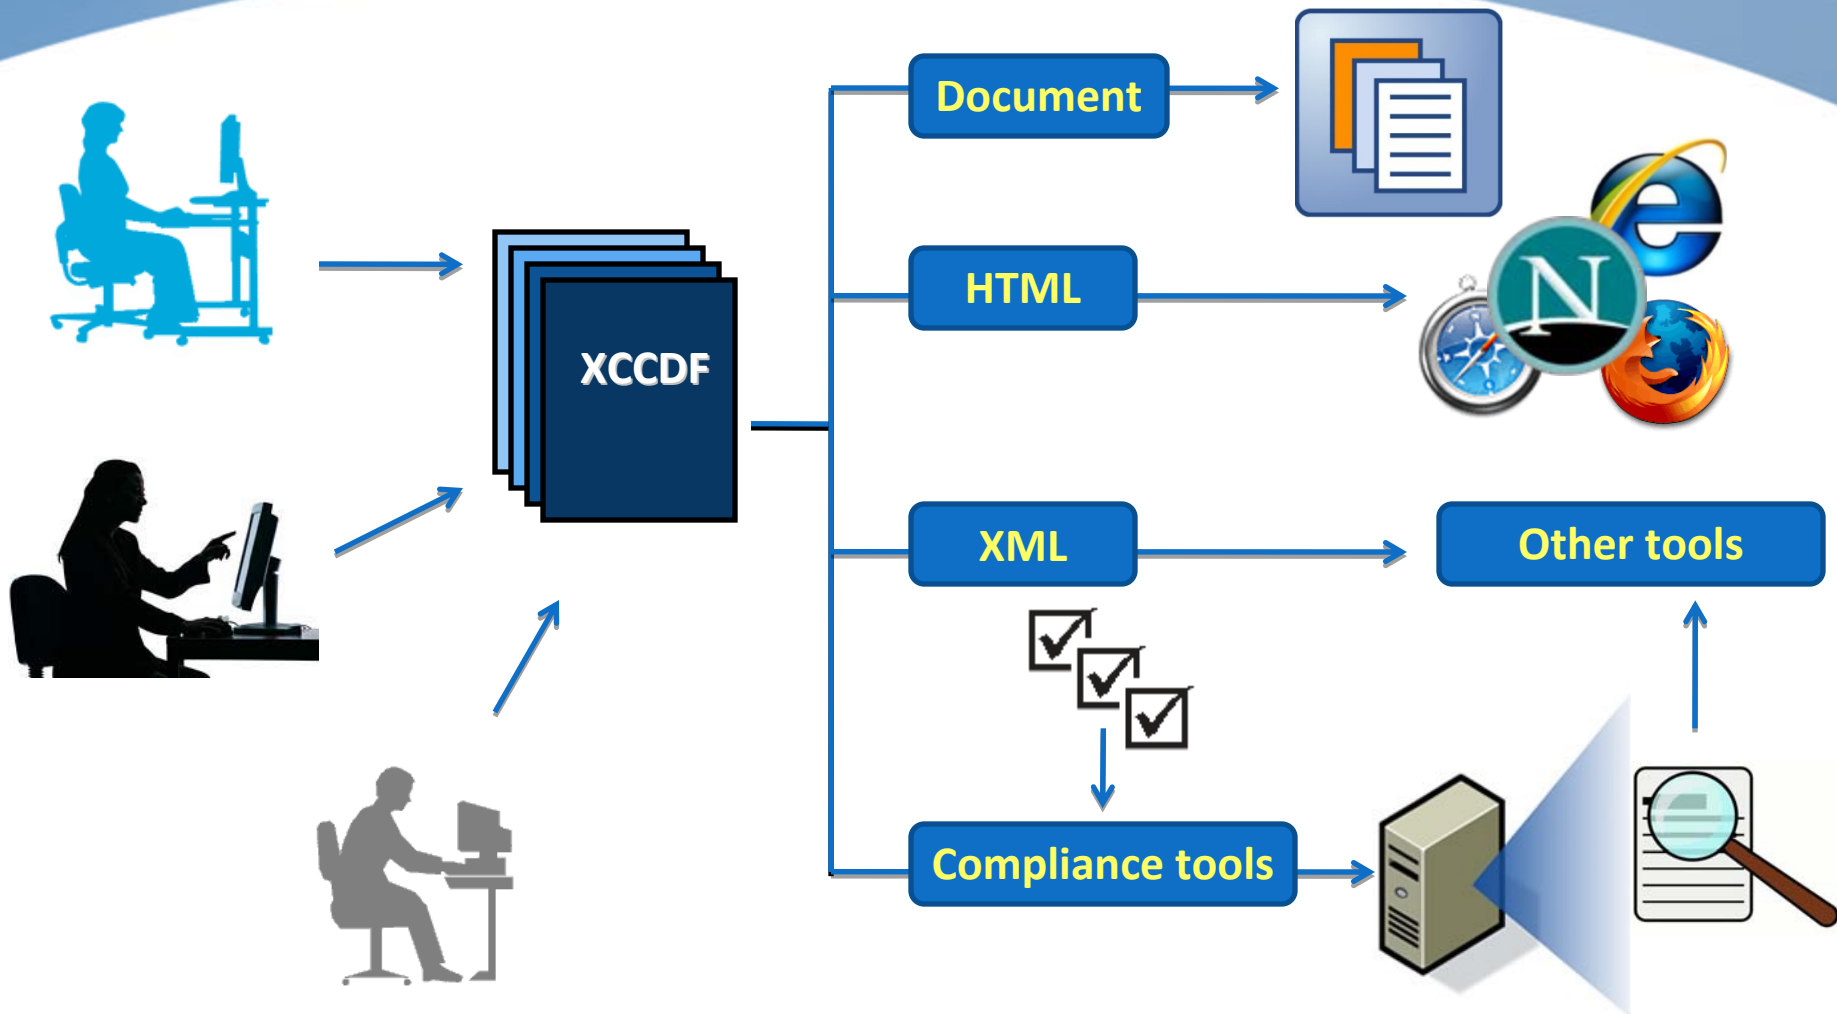 Document
HTML
XCCDF
N
XML
Other tools
Compliance tools